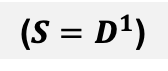 (S = D¹)